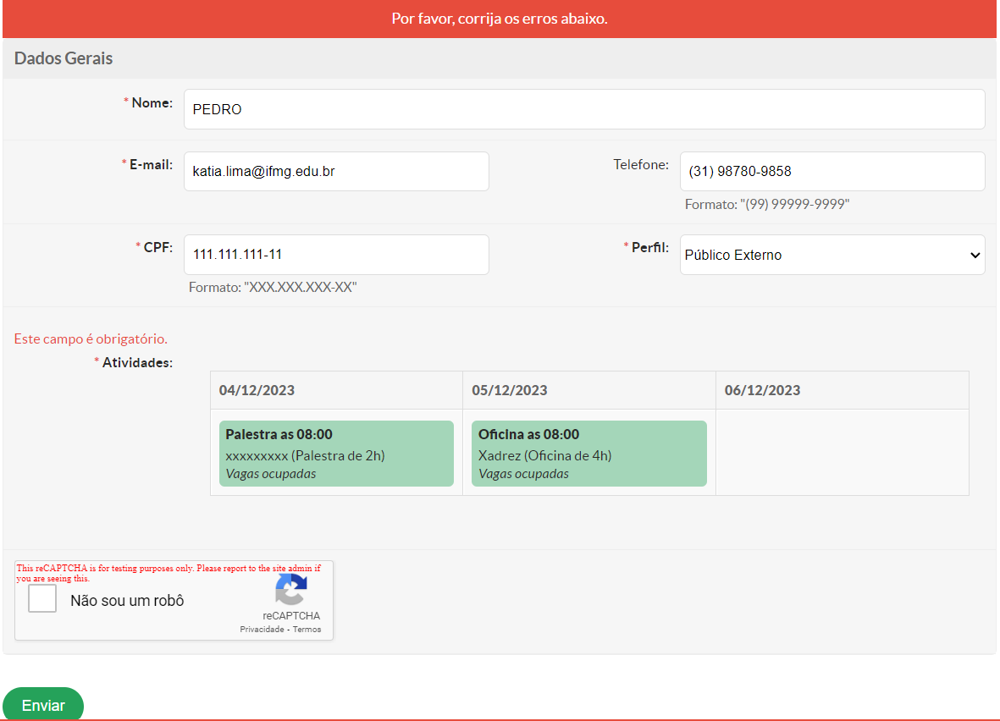 Por favor, corrija os erros abaixo.
Dados Gerais
* Nome: PEDRO
* E-mail: katia.lima@ifmg.edu.br Telefone: (31) 98780-9858
Formato: "(99) 99999-9999"
* CPF: 111.111.111-11 * Perfil: Público Externo
Formato: "XXX.XXX.XXX-XX"
Este campo é obrigatório.
* Atividades:
04/12/2023 05/12/2023 06/12/2023
Palestra as 08:00 Oficina as 08:00
xxxxxxxxx (Palestra de 2h) Xadrez (Oficina de 4h)
Vagas ocupadas Vagas ocupadas
This reCAPTCHA is for testing purposes only. Please report to the site admin if
you are seeing this.
Não sou um robô
reCAPTCHA
Privacidade - Termos
Enviar